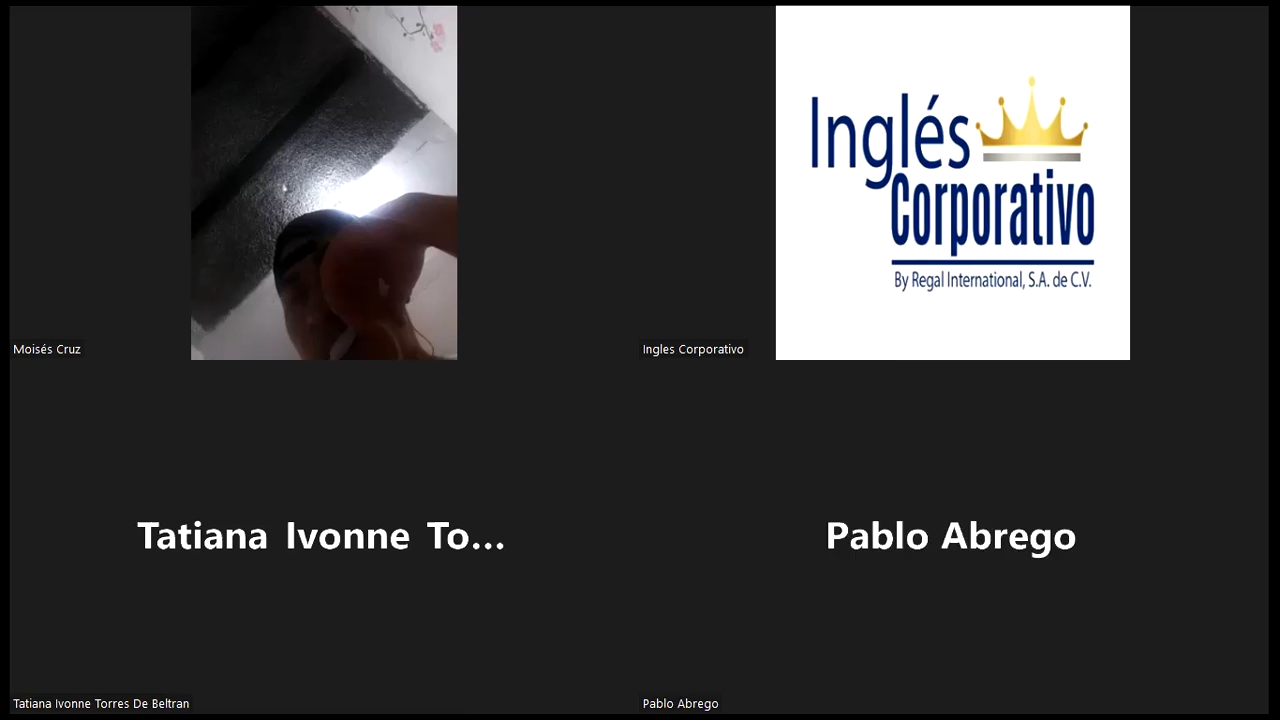 Inglés
Corporativo
By Regal International, S.A. de C.V.
Moisés Cruz
Ingles Corporativo
Tatiana Ivonne To...
Pablo Abrego
Tatiana Ivonne Torres De Beltran
Pablo Abrego